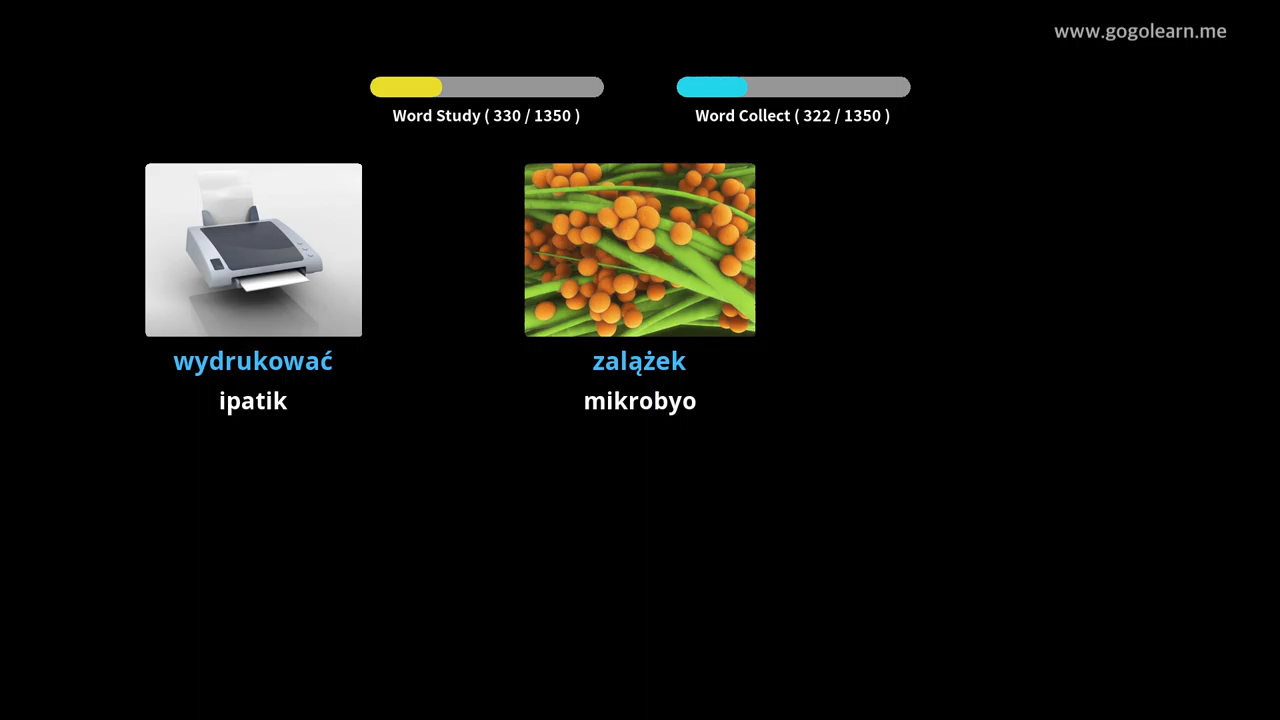 www.gogolearn.me
Word Study ( 330 / 1350 )
Word Collect ( 322 / 1350 )
wydrukować
zalążek
ipatik
mikrobyo